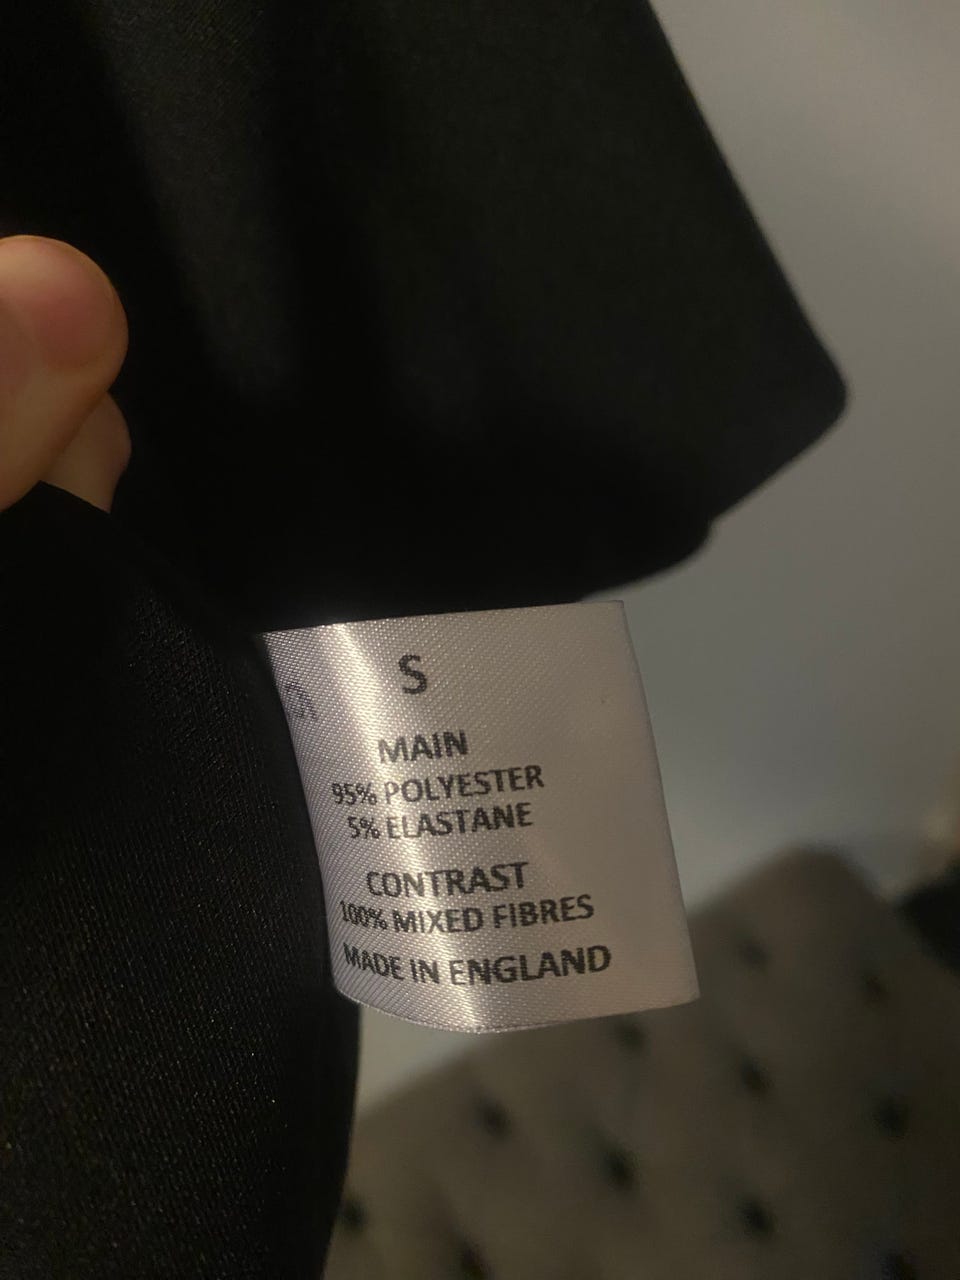 S
MAIN
95% POLYESTER
5% ELASTANE
CONTRAST
100% MIXED FIBRES
MADE IN ENGLAND